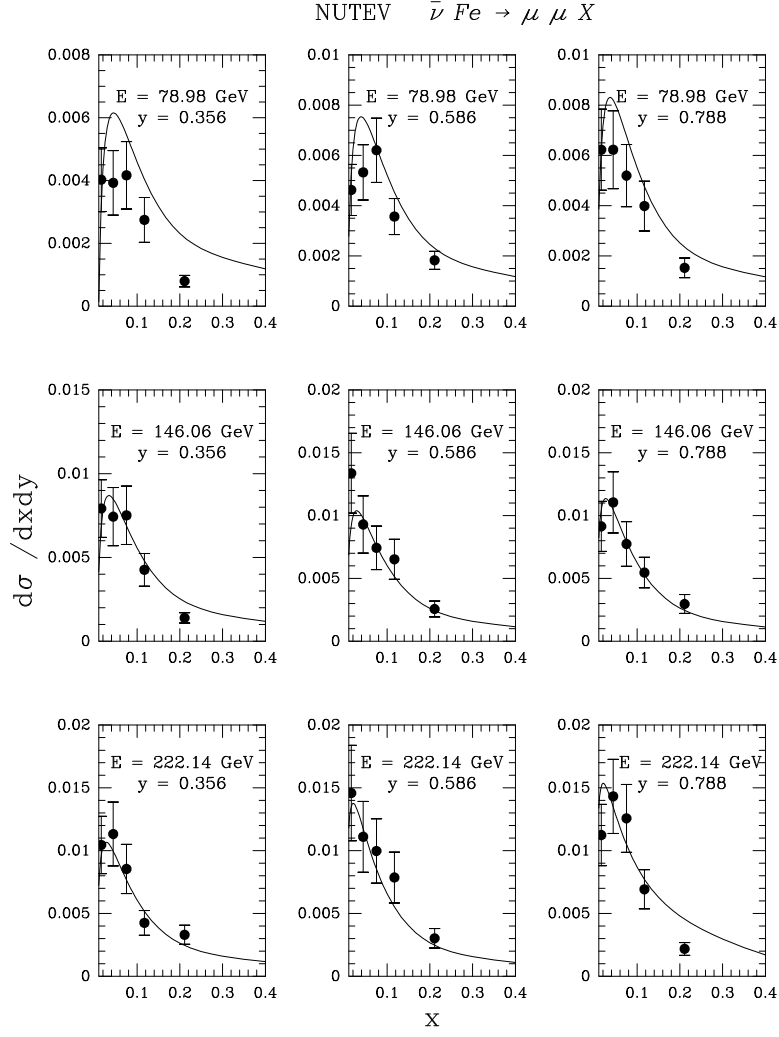 NUTEV ν̄ Fe → μ μ X
0.008
0.006
0.004
0.002
0
E = 78.98 GeV
y = 0.356
0.1 0.2 0.3 0.4
0.01
0.008
0.006
0.004
0.002
0
E = 78.98 GeV
y = 0.586
0.1 0.2 0.3 0.4
0.01
0.008
0.006
0.004
0.002
0
E = 78.98 GeV
y = 0.788
0.1 0.2 0.3 0.4
dσ /dxdy
0.015
0.01
0.005
0
E = 146.06 GeV
y = 0.356
0.1 0.2 0.3 0.4
0.02
0.015
0.01
0.005
0
E = 146.06 GeV
y = 0.586
0.1 0.2 0.3 0.4
0.02
0.015
0.01
0.005
0
E = 146.06 GeV
y = 0.788
0.1 0.2 0.3 0.4
0.02
0.015
0.01
0.005
0
E = 222.14 GeV
y = 0.356
0.1 0.2 0.3 0.4
0.02
0.015
0.01
0.005
0
E = 222.14 GeV
y = 0.586
0.1 0.2 0.3 0.4
0.02
0.015
0.01
0.005
0
E = 222.14 GeV
y = 0.788
0.1 0.2 0.3 0.4
x